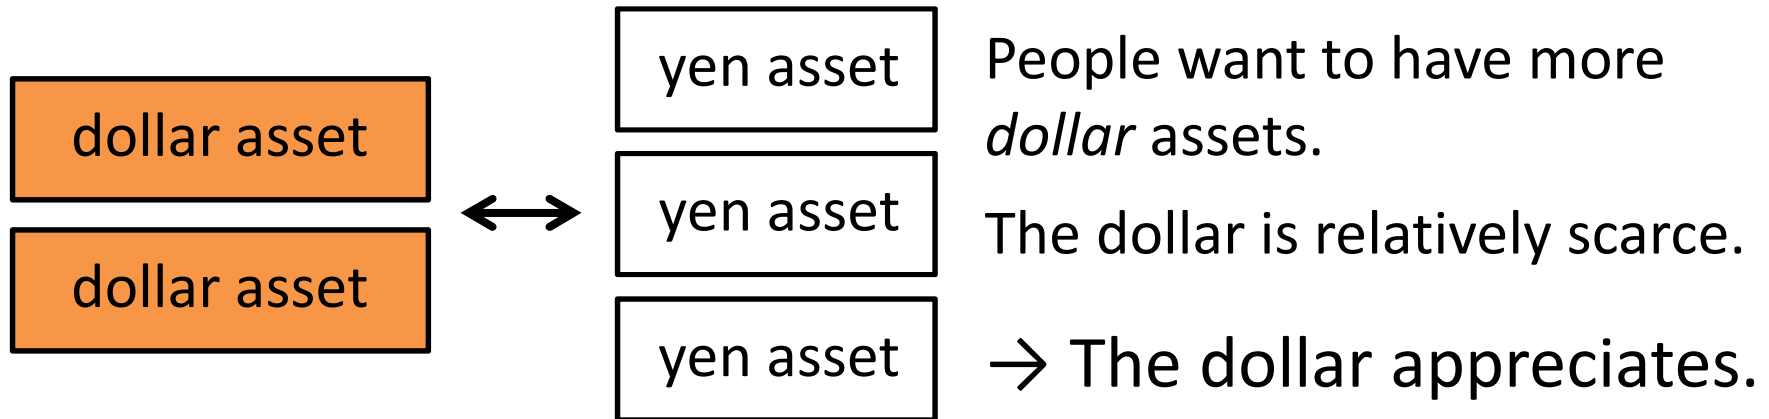 dollar asset
dollar asset
yen asset
yen asset
yen asset
People want to have more
dollar assets.
The dollar is relatively scarce.
→ The dollar appreciates.